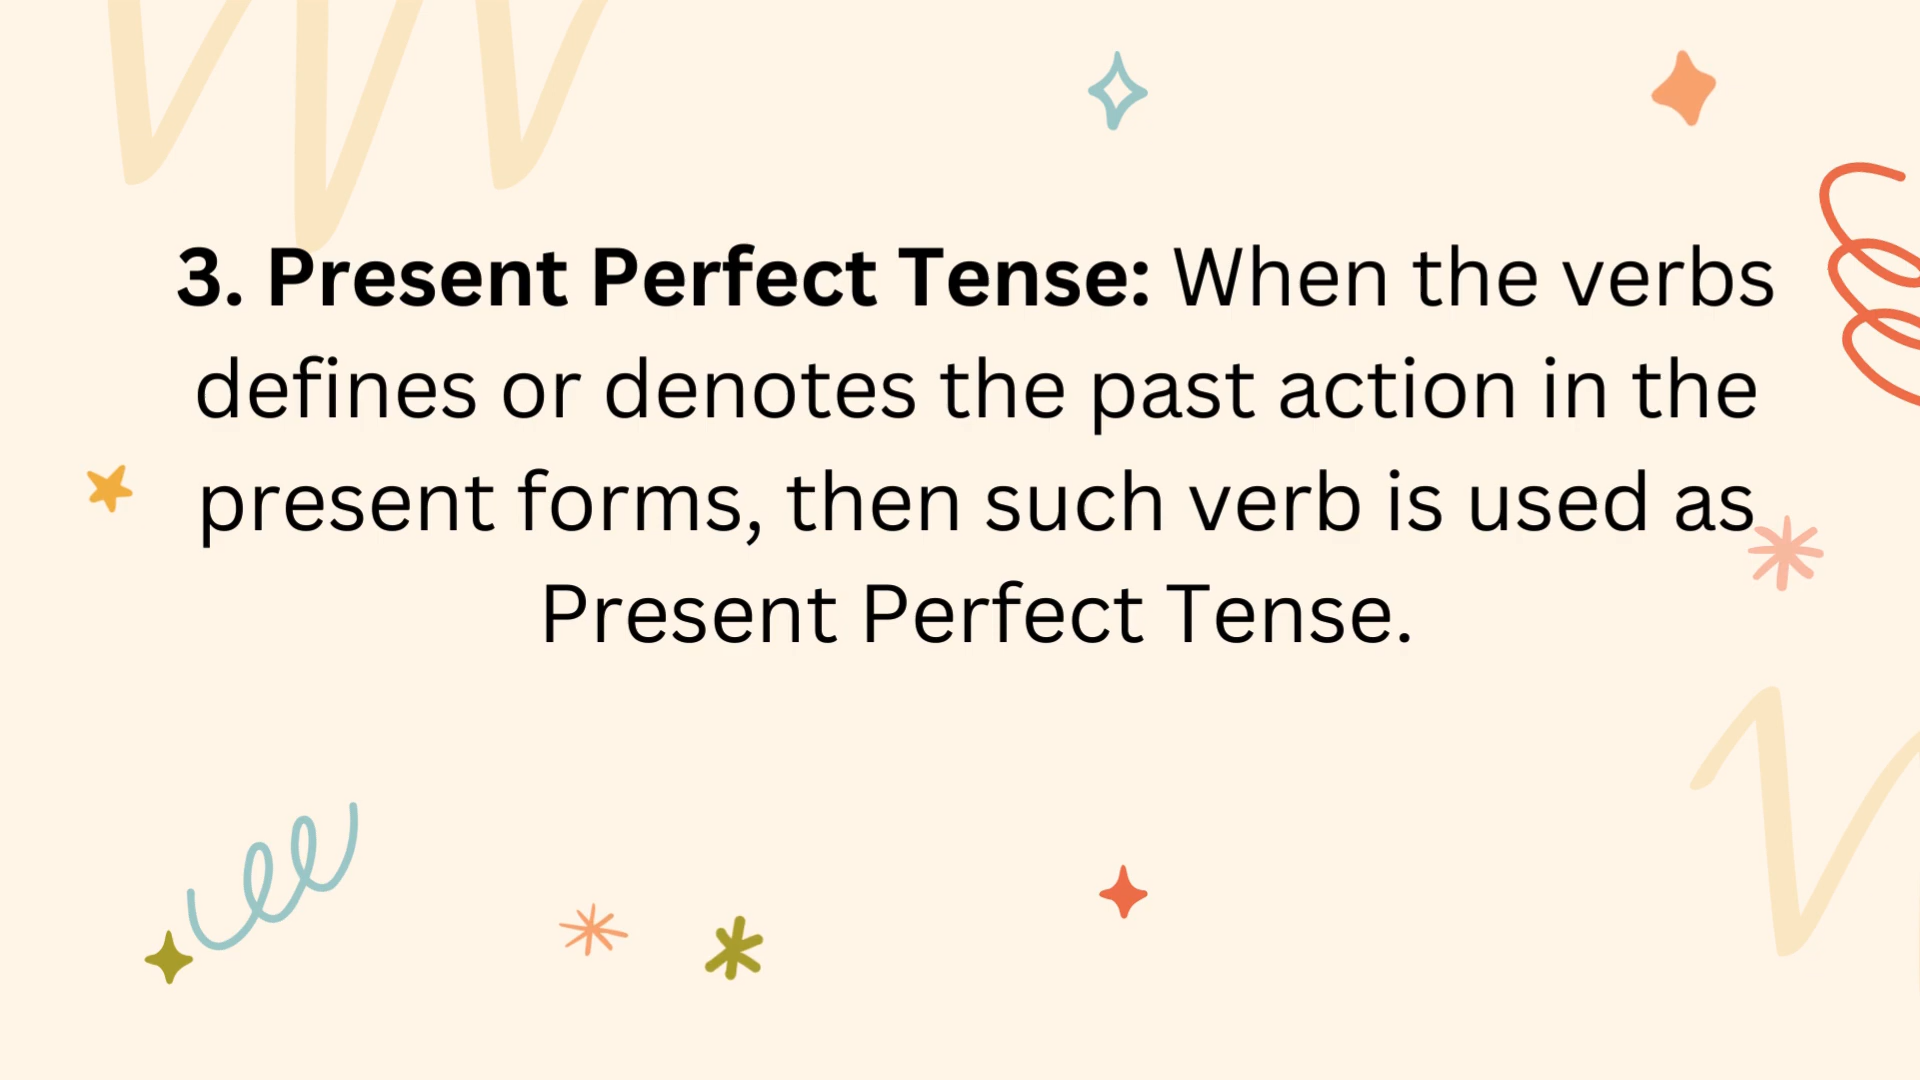 3. Present Perfect Tense: When the verbs
defines or denotes the past action in the
present forms, then such verb is used as
Present Perfect Tense.